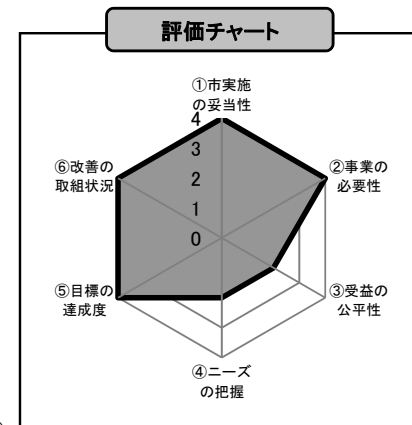 評価チャート
①市実施
の妥当性
4
3
2
1
0
②事業の
必要性
③受益の
公平性
④ニーズ
の把握
⑤目標の
達成度
⑥改善の
取組状況